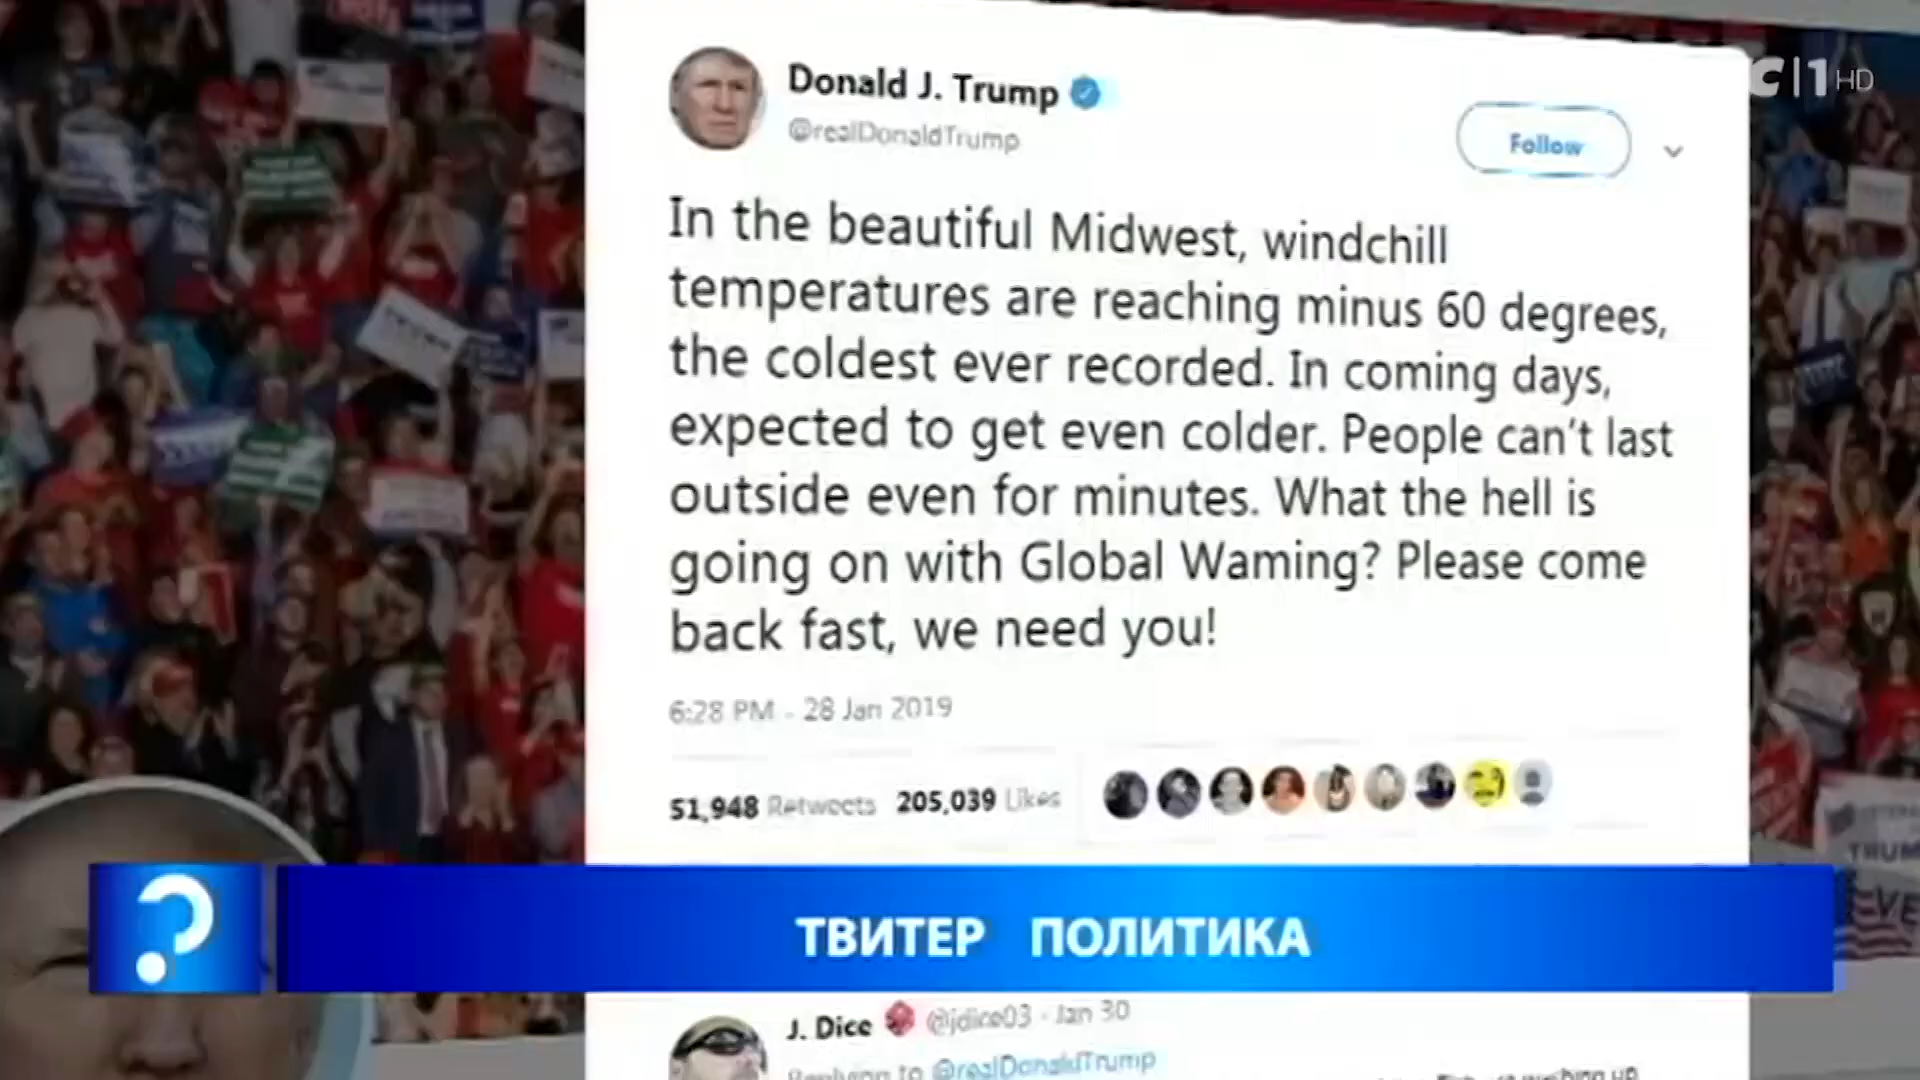 Donald J. Trump
C|1 HD
@realDonaldTrump
Follow
In the beautiful Midwest, windchill
temperatures are reaching minus 60 degrees,
the coldest ever recorded. In coming days,
expected to get even colder. People can't last
outside even for minutes. What the hell is
going on with Global Waming? Please come
back fast, we need you!
6:28 PM - 28 Jan 2019
51,948 Retweets 205,039 Likes
TRUM
VE
?
ТВИТЕР ПОЛИТИКА
J. Dice @jdice03 - Jan 30
Replying to @realDonaldTrump